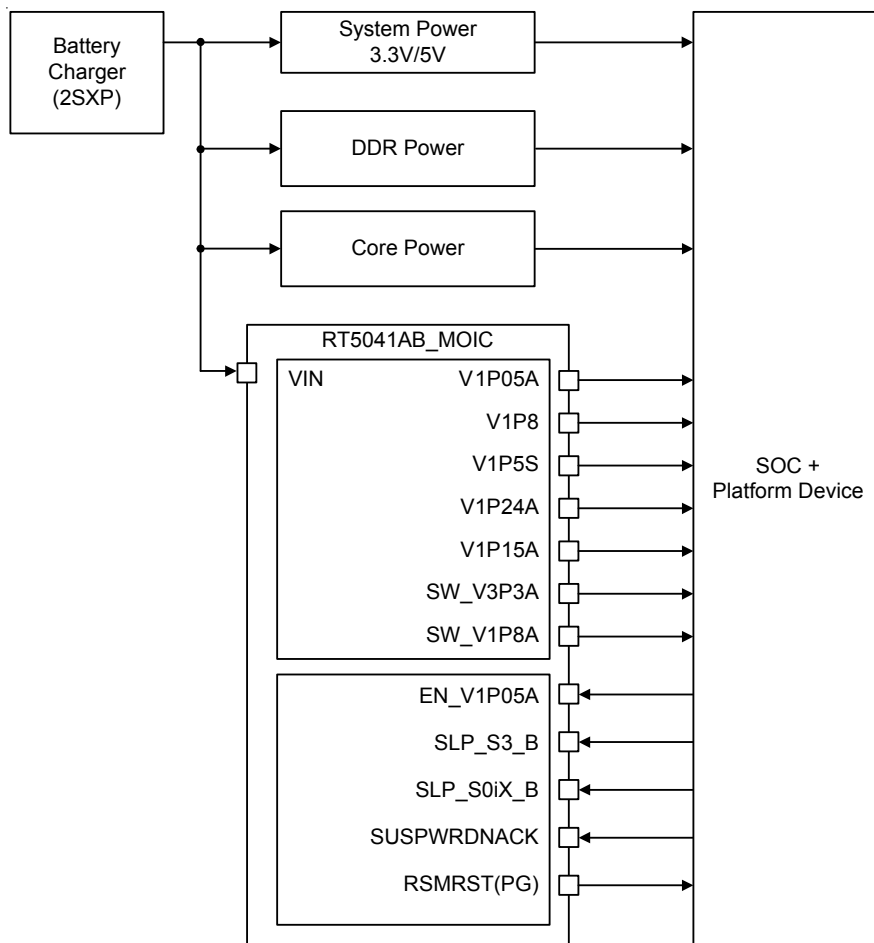 Battery
Charger
(2SXP)
System Power
3.3V/5V
DDR Power
Core Power
RT5041AB_MOIC
VIN
V1P05A
V1P8
V1P5S
V1P24A
V1P15A
SW_V3P3A
SW_V1P8A
EN_V1P05A
SLP_S3_B
SLP_S0iX_B
SUSPWRDNACK
RSMRST(PG)
SOC +
Platform Device